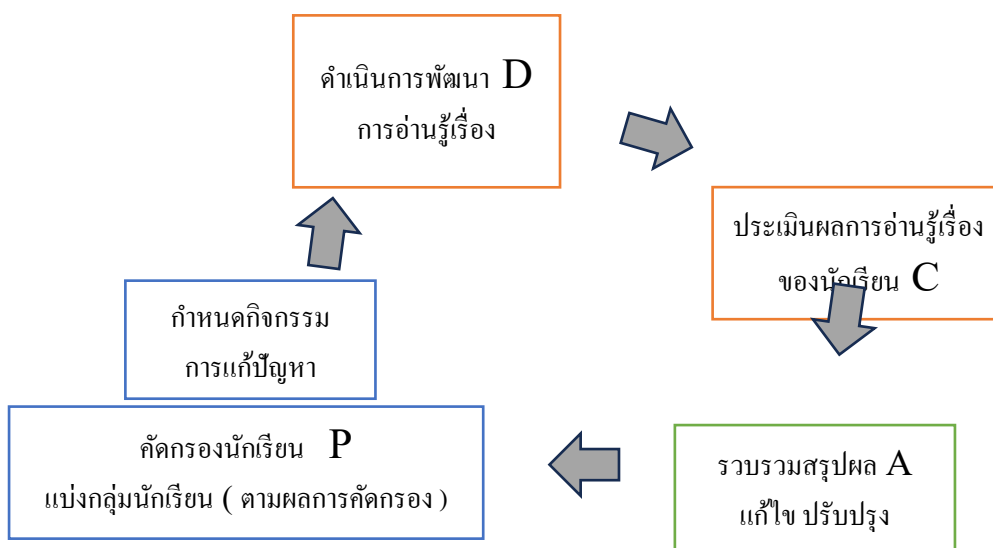 ดำเนินการพัฒนา D
การอ่านรู้เรื่อง
ประเมินผลการอ่านรู้เรื่อง
ของนักเรียน C
กำหนดกิจกรรม
การแก้ปัญหา
คัดกรองนักเรียน P
แบ่งกลุ่มนักเรียน ( ตามผลการคัดกรอง )
รวบรวมสรุปผล A
แก้ไข ปรับปรุง